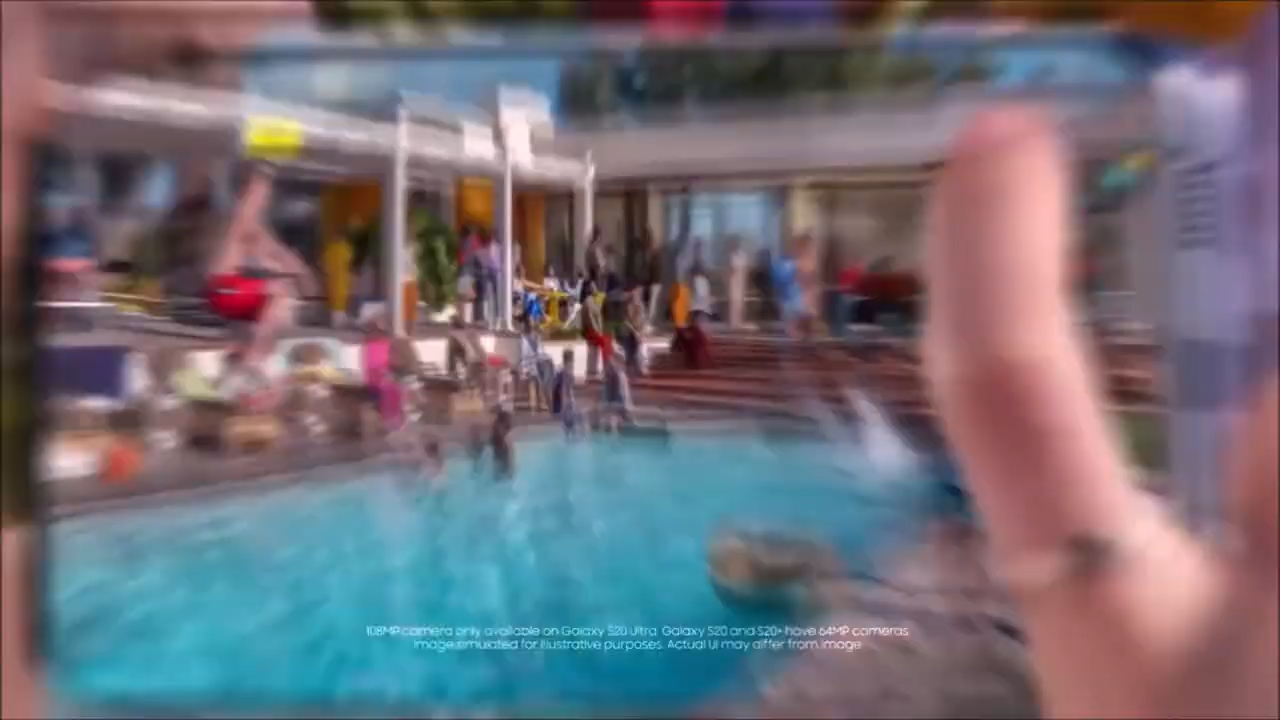 108MP camera only available on Galaxy S20 Ultra. Galaxy S20 and S20+ have 64MP cameras
Image simulated for illustrative purposes. Actual UI may differ from image